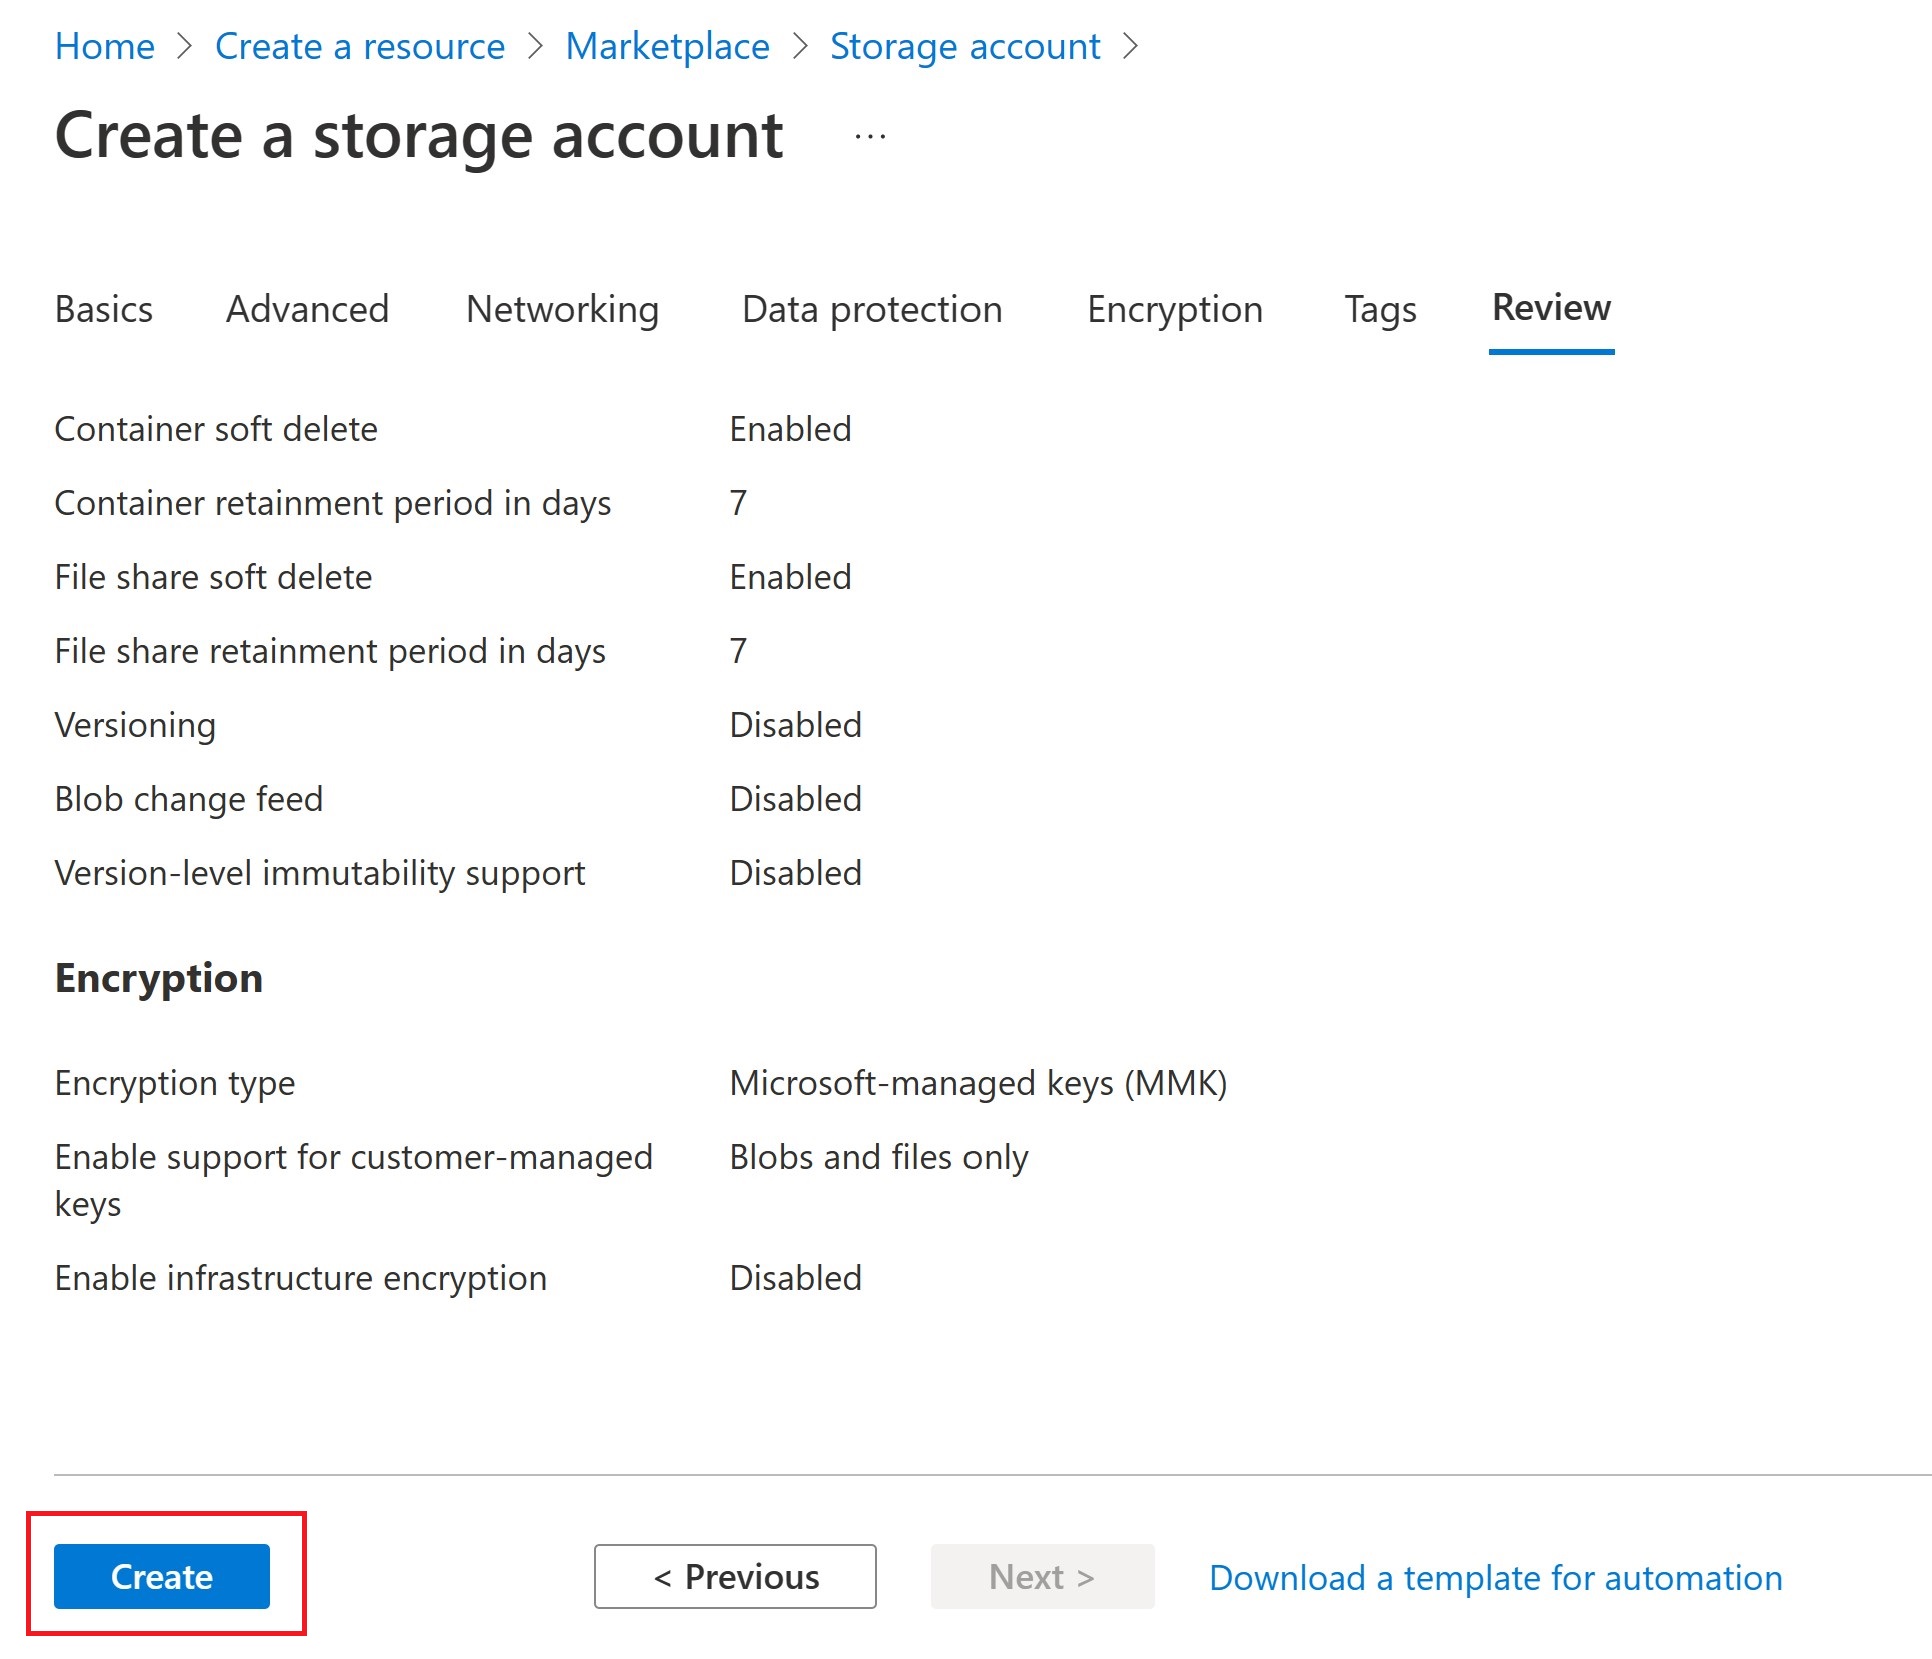 Home > Create a resource > Marketplace > Storage account >
Create a storage account ...
Basics Advanced Networking Data protection Encryption Tags Review
Container soft delete Enabled
Container retainment period in days 7
File share soft delete Enabled
File share retainment period in days 7
Versioning Disabled
Blob change feed Disabled
Version-level immutability support Disabled
Encryption
Encryption type Microsoft-managed keys (MMK)
Enable support for customer-managed Blobs and files only
keys
Enable infrastructure encryption Disabled
Create < Previous Next > Download a template for automation